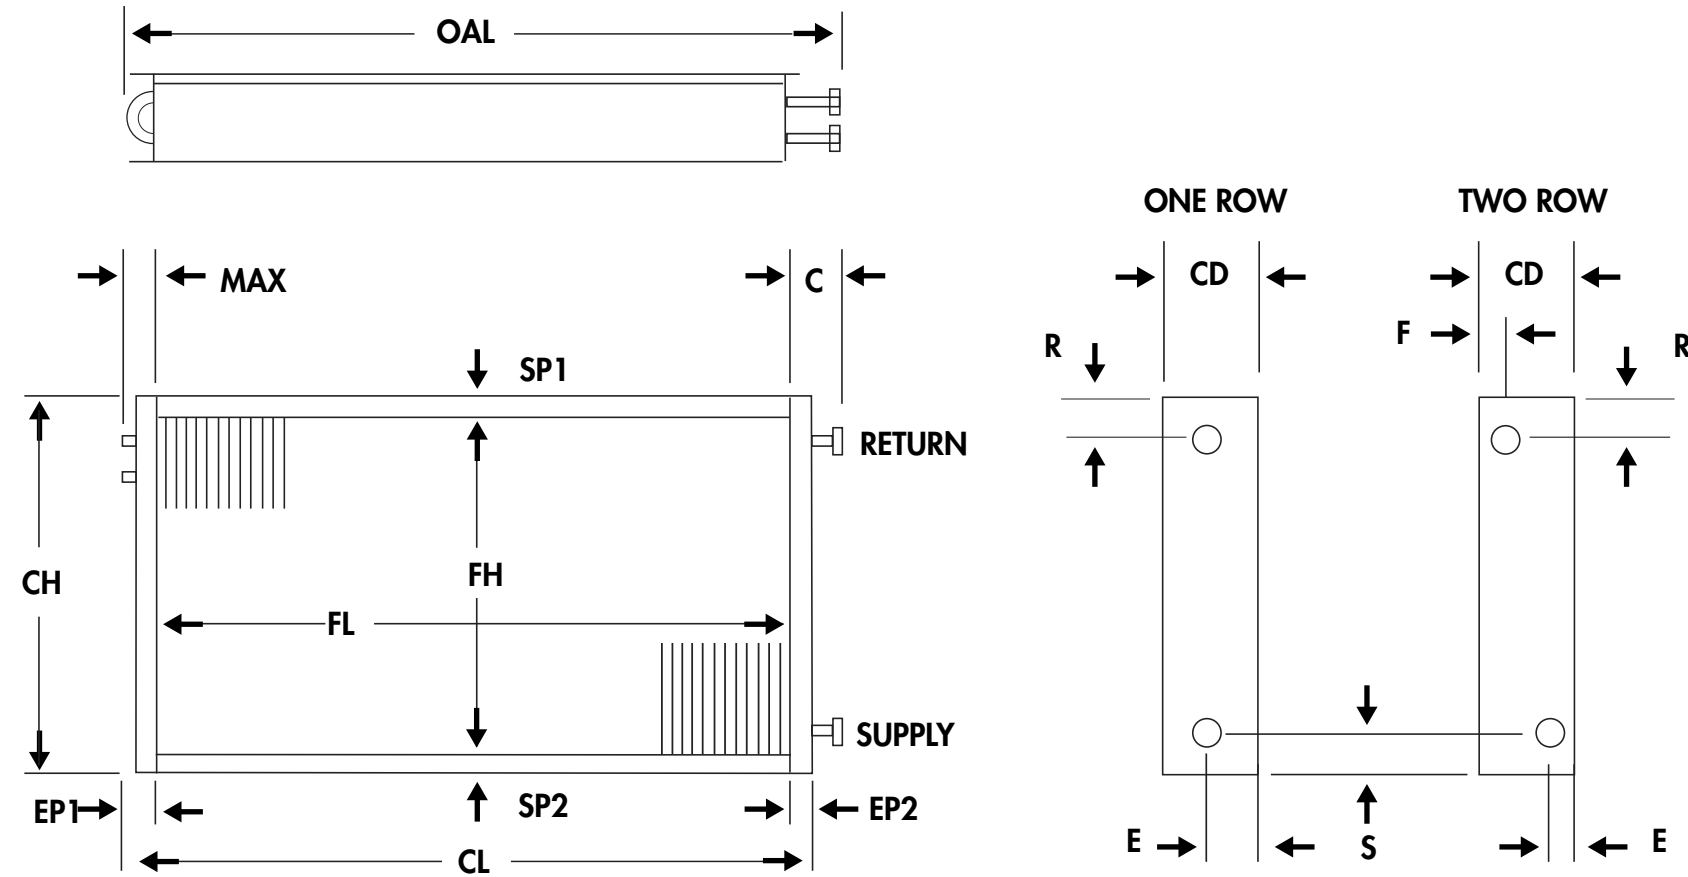 OAL
ONE ROW
TWO ROW
MAX
C
CD
CD
F
R
R
SP1
RETURN
CH
FH
FL
SUPPLY
EP1
SP2
EP2
CL
E
S
E